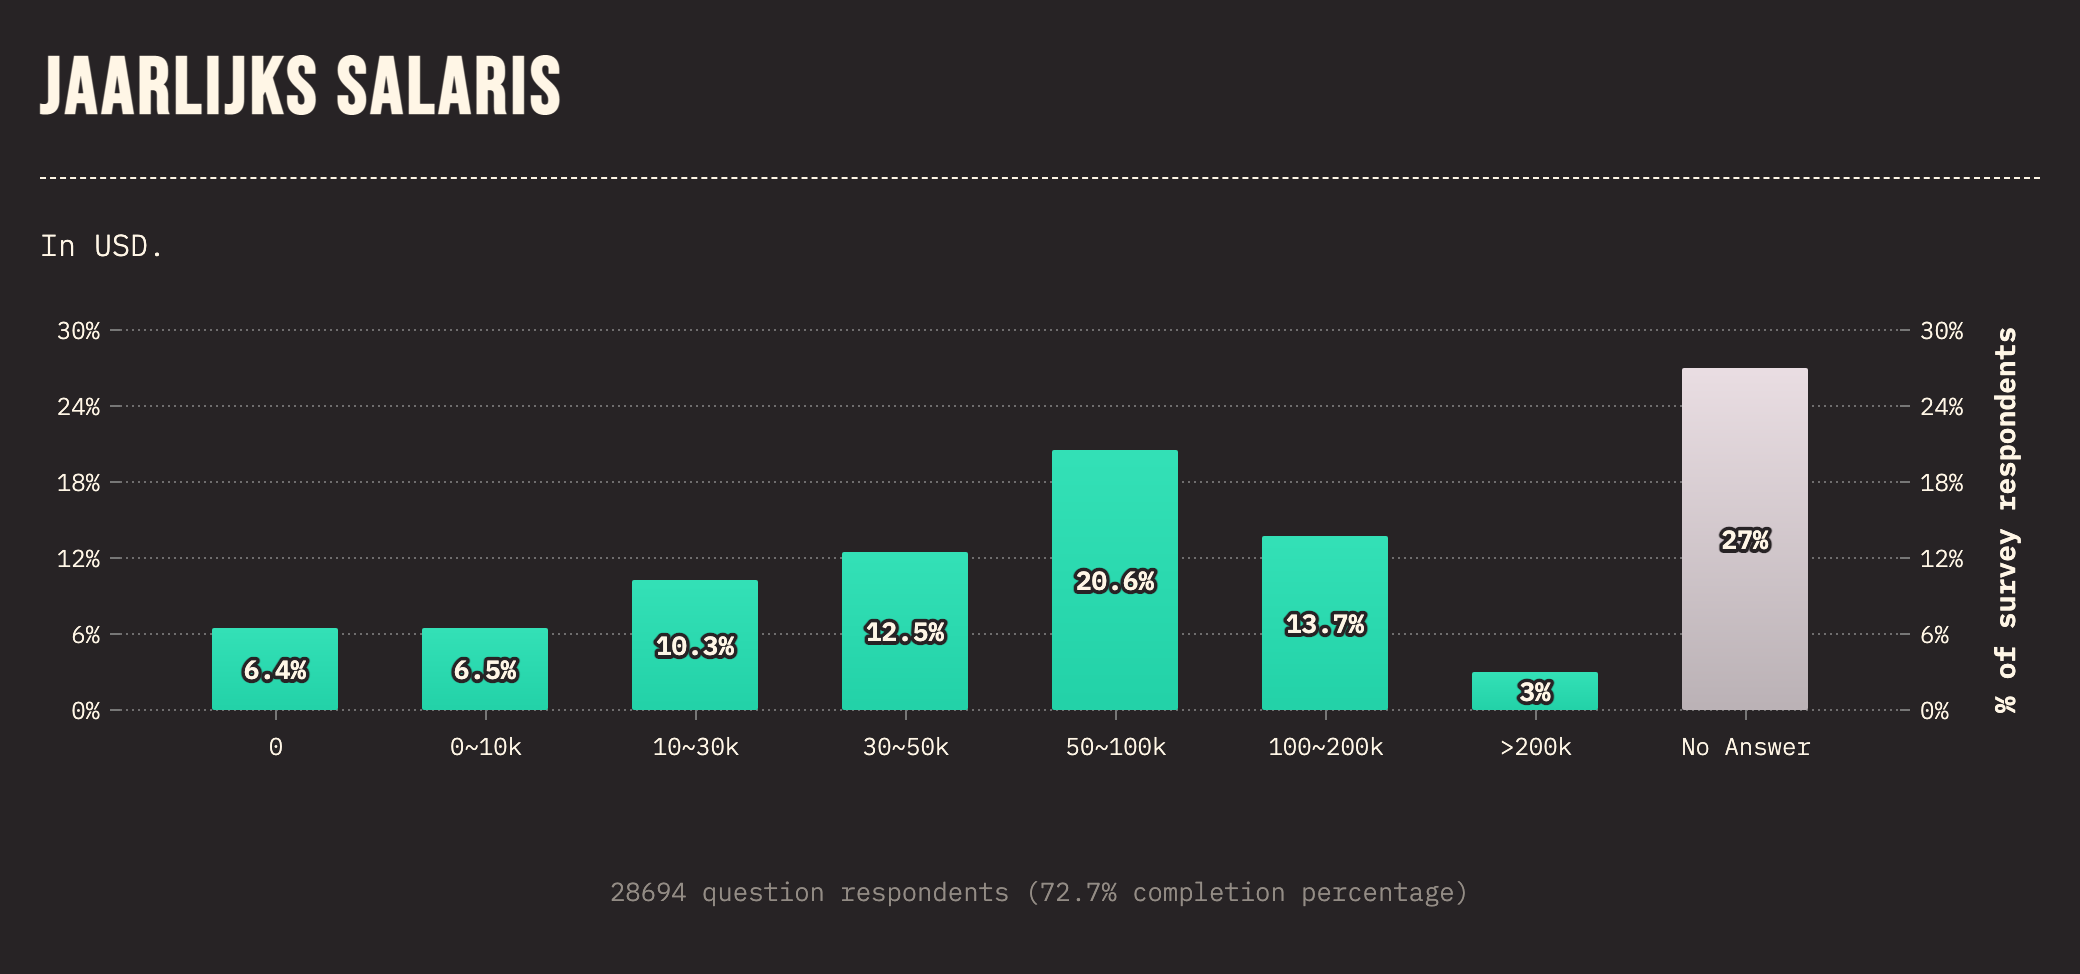 JAARLIJKS SALARIS
In USD.
30%
24%
18%
12%
6%
0%
30%
24%
18%
12%
6%
0%
% of survey respondents
6.4%
6.5%
10.3%
12.5%
20.6%
13.7%
3%
27%
0
0~10k
10~30k
30~50k
50~100k
100~200k
>200k
No Answer
28694 question respondents (72.7% completion percentage)